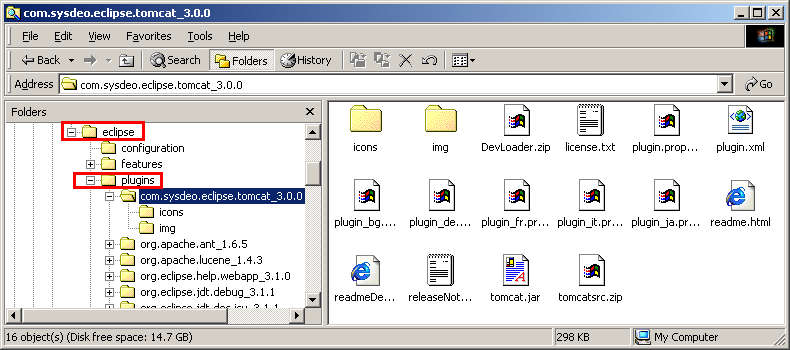 com.sysdeo.eclipse.tomcat_3.0.0
File Edit View Favorites Tools Help
Back Search Folders History
Address com.sysdeo.eclipse.tomcat_3.0.0 Go
Folders
eclipse
configuration
features
plugins
com.sysdeo.eclipse.tomcat_3.0.0
icons
img
org.apache.ant_1.6.5
org.apache.lucene_1.4.3
org.eclipse.help.webapp_3.1.0
org.eclipse.jdt.debug_3.1.1
icons img DevLoader.zip license.txt plugin.prop... plugin.xml
plugin_bg.... plugin_de.... plugin_fr.pr... plugin_it.pr... plugin_ja.pr... readme.html
readmeDe... releaseNot... tomcat.jar tomcatsrc.zip
16 object(s) (Disk free space: 14.7 GB) 298 KB My Computer